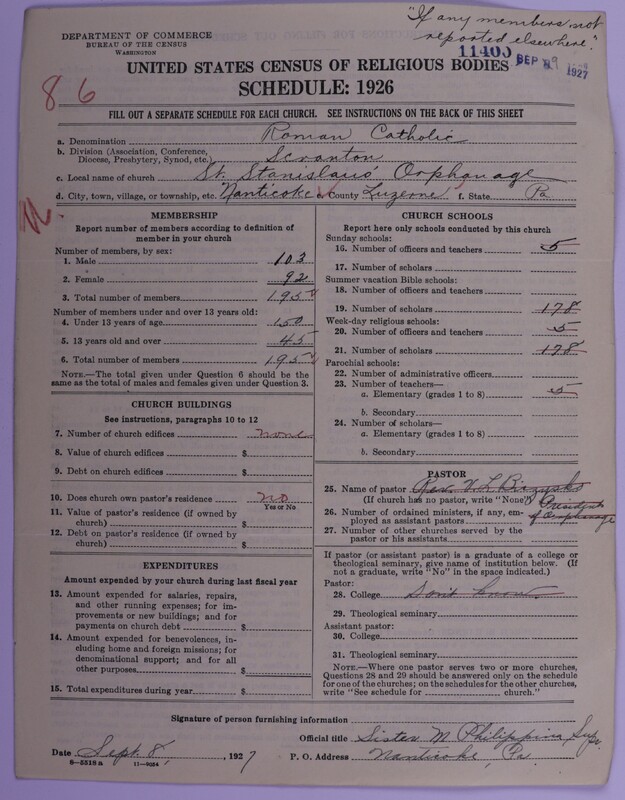 "If any members not
reported elsewhere."
DEPARTMENT OF COMMERCE
BUREAU OF THE CENSUS
WASHINGTON
11400
SEP 9 1927
UNITED STATES CENSUS OF RELIGIOUS BODIES
SCHEDULE: 1926
86
FILL OUT A SEPARATE SCHEDULE FOR EACH CHURCH. SEE INSTRUCTIONS ON THE BACK OF THIS SHEET
a. Denomination Roman Catholic
b. Division (Association, Conference, Diocese, Presbytery, Synod, etc.) Scranton
c. Local name of church St. Stanislaus' Orphanage
d. City, town, village, or township, etc. Nanticoke e. County Luzerne f. State Pa
MEMBERSHIP
Report number of members according to definition of
member in your church
Number of members, by sex:
1. Male 103
2. Female 92
3. Total number of members 195
Number of members under and over 13 years old:
4. Under 13 years of age 150
5. 13 years old and over 45
6. Total number of members 195
NOTE.—The total given under Question 6 should be the
same as the total of males and females given under Question 3.
CHURCH BUILDINGS
See instructions, paragraphs 10 to 12
7. Number of church edifices none
8. Value of church edifices $
9. Debt on church edifices $
10. Does church own pastor's residence no
Yes or No
11. Value of pastor's residence (if owned by
church) $
12. Debt on pastor's residence (if owned by
church) $
EXPENDITURES
Amount expended by your church during last fiscal year
13. Amount expended for salaries, repairs,
and other running expenses; for im-
provements or new buildings; and for
payments on church debt $
14. Amount expended for benevolences, in-
cluding home and foreign missions; for
denominational support; and for all
other purposes $
15. Total expenditures during year $
CHURCH SCHOOLS
Report here only schools conducted by this church
Sunday schools:
16. Number of officers and teachers 5
17. Number of scholars
Summer vacation Bible schools:
18. Number of officers and teachers
19. Number of scholars 178
Week-day religious schools:
20. Number of officers and teachers 5
21. Number of scholars 178
Parochial schools:
22. Number of administrative officers
23. Number of teachers—
a. Elementary (grades 1 to 8) 5
b. Secondary
24. Number of scholars—
a. Elementary (grades 1 to 8)
b. Secondary
PASTOR
25. Name of pastor Rev. V. L.
(If church has no pastor, write "None") President
of Orphanage
26. Number of ordained ministers, if any, em-
ployed as assistant pastors
27. Number of other churches served by the
pastor or his assistants
If pastor (or assistant pastor) is a graduate of a college or
theological seminary, give name of institution below. (If
not a graduate, write "No" in the space indicated.)
Pastor:
28. College Don't know
29. Theological seminary
Assistant pastor:
30. College
31. Theological seminary
NOTE.—Where one pastor serves two or more churches,
Questions 28 and 29 should be answered only on the schedule
for one of the churches; on the schedules for the other churches,
write "See schedule for church."
Signature of person furnishing information
Official title Sister M Philippina Supr.
Date Sept. 8, 1927 P. O. Address Nanticoke, Pa.
8-5518 a 11-9034